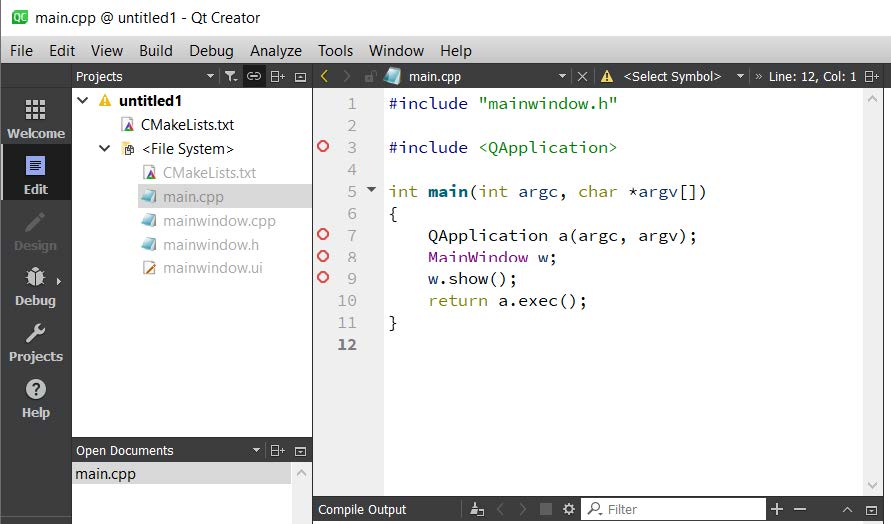 QC main.cpp @ untitled1 - Qt Creator
File Edit View Build Debug Analyze Tools Window Help
Projects
main.cpp
<Select Symbol>
» Line: 12, Col: 1
Welcome
Edit
Design
Debug
Projects
Help
untitled1
CMakeLists.txt
<File System>
CMakeLists.txt
main.cpp
mainwindow.cpp
mainwindow.h
mainwindow.ui
1 #include "mainwindow.h"
2
3 #include <QApplication>
4
5 int main(int argc, char *argv[])
6 {
7 QApplication a(argc, argv);
8 MainWindow w;
9 w.show();
10 return a.exec();
11 }
12
Open Documents
main.cpp
Compile Output
Filter